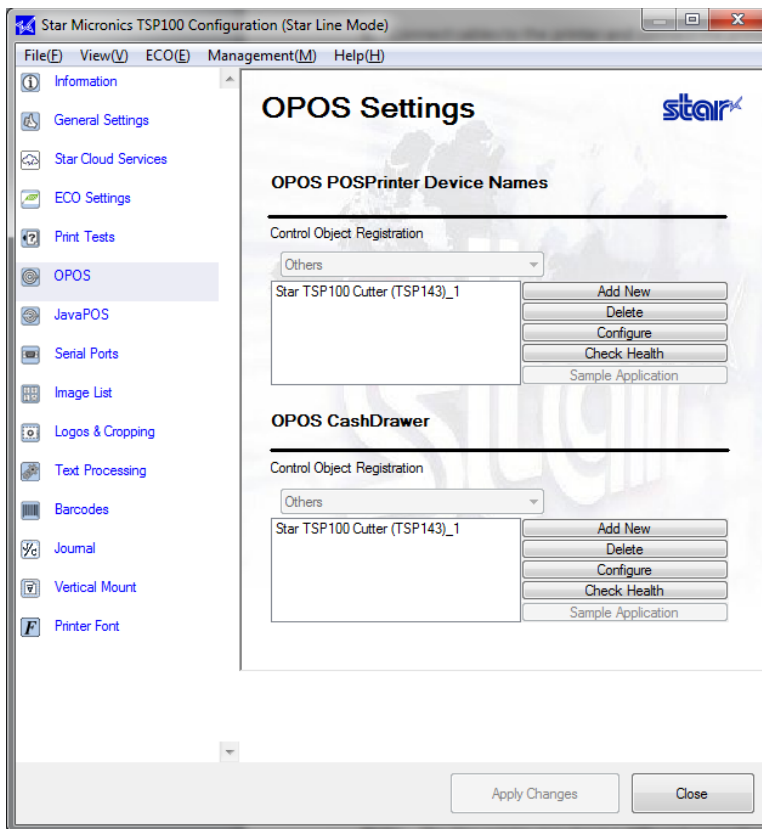 Star Micronics TSP100 Configuration (Star Line Mode)
File(F) View(V) ECO(E) Management(M) Help(H)
Information
General Settings
Star Cloud Services
ECO Settings
Print Tests
OPOS
JavaPOS
Serial Ports
Image List
Logos & Cropping
Text Processing
Barcodes
Journal
Vertical Mount
Printer Font
OPOS Settings
star
OPOS POSPrinter Device Names
Control Object Registration
Others
Star TSP100 Cutter (TSP143)_1
Add New
Delete
Configure
Check Health
Sample Application
OPOS CashDrawer
Control Object Registration
Others
Star TSP100 Cutter (TSP143)_1
Add New
Delete
Configure
Check Health
Sample Application
Apply Changes
Close